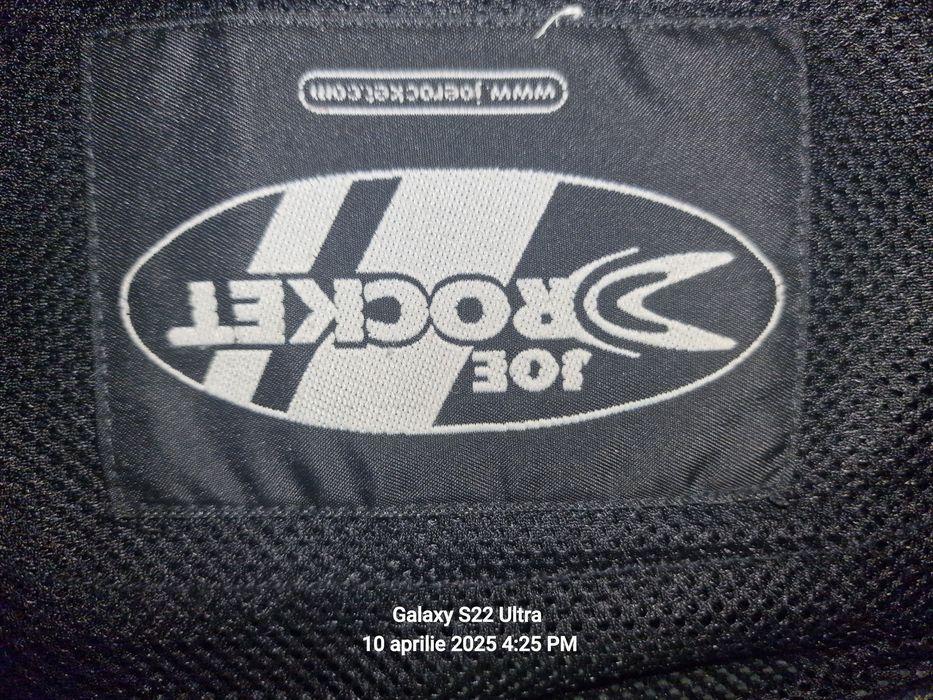 JOE
ROCKET
www.joerocket.com
Galaxy S22 Ultra
10 aprilie 2025 4:25 PM